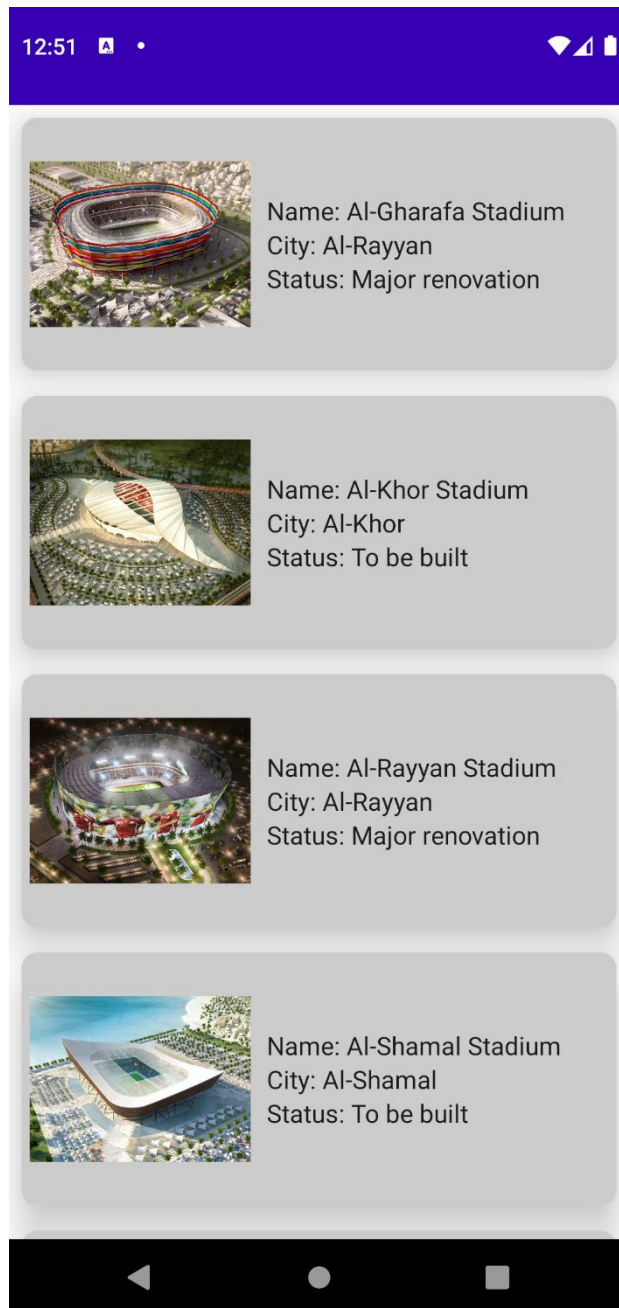 12:51
Name: Al-Gharafa Stadium
City: Al-Rayyan
Status: Major renovation
Name: Al-Khor Stadium
City: Al-Khor
Status: To be built
Name: Al-Rayyan Stadium
City: Al-Rayyan
Status: Major renovation
Name: Al-Shamal Stadium
City: Al-Shamal
Status: To be built